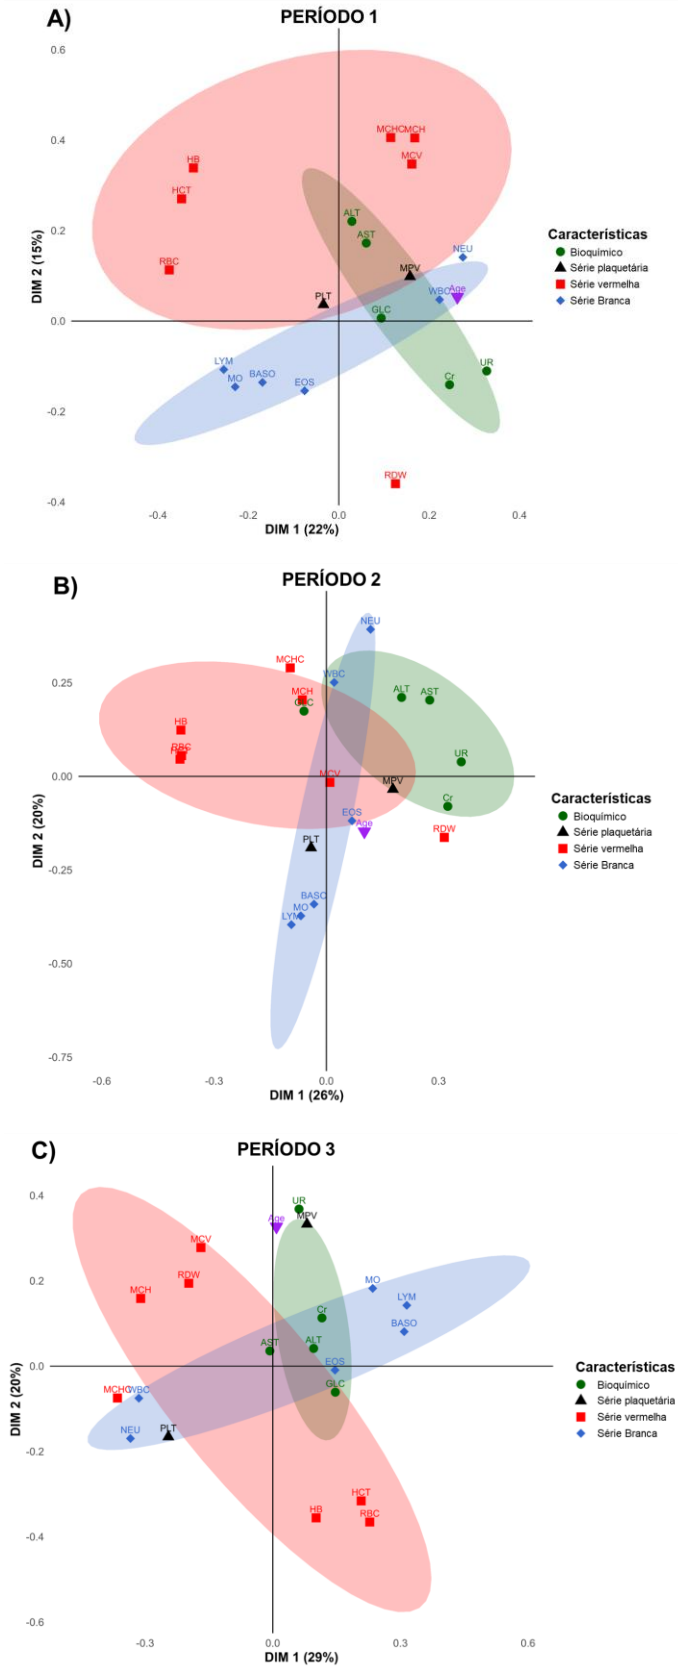 A)
PERÍODO 1
0.6
0.4
0.2
0.0
-0.2
-0.4
DIM 2 (15%)
MCHC
MCH
MCV
HB
HCT
RBC
ALT
AST
NEU
MPV
WBC
Age
PLT
GLC
LYM
MO
BASO
EOS
UR
Cr
RDW
-0.4
-0.2
0.0
0.2
0.4
DIM 1 (22%)
Características
Bioquímico
Série plaquetária
Série vermelha
Série Branca
B)
PERÍODO 2
0.25
0.00
-0.25
-0.50
-0.75
DIM 2 (20%)
NEU
MCHC
WBC
MCH
GLC
ALT
AST
HB
RBC
UR
MCV
MPV
Cr
EOS
Age
RDW
PLT
BASO
MO
LYM
-0.6
-0.3
0.0
0.3
DIM 1 (26%)
Características
Bioquímico
Série plaquetária
Série vermelha
Série Branca
C)
PERÍODO 3
0.4
0.2
0.0
-0.2
-0.4
-0.6
DIM 2 (20%)
UR
Age
MPV
MCV
RDW
MCH
MO
LYM
BASO
Cr
AST
ALT
EOS
GLC
MCHC
WBC
NEU
PLT
HB
HCT
RBC
-0.3
0.0
0.3
0.6
DIM 1 (29%)
Características
Bioquímico
Série plaquetária
Série vermelha
Série Branca